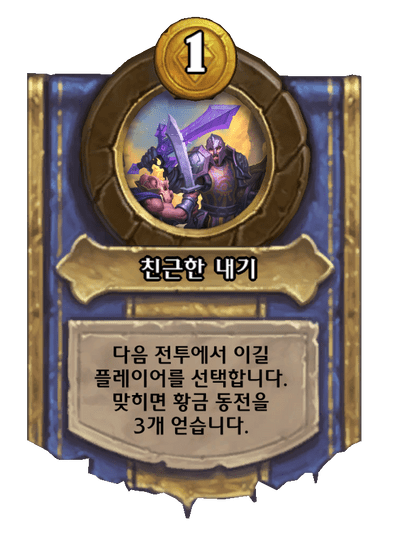 1
친근한 내기
다음 전투에서 이길
플레이어를 선택합니다.
맞히면 황금 동전을
3개 얻습니다.